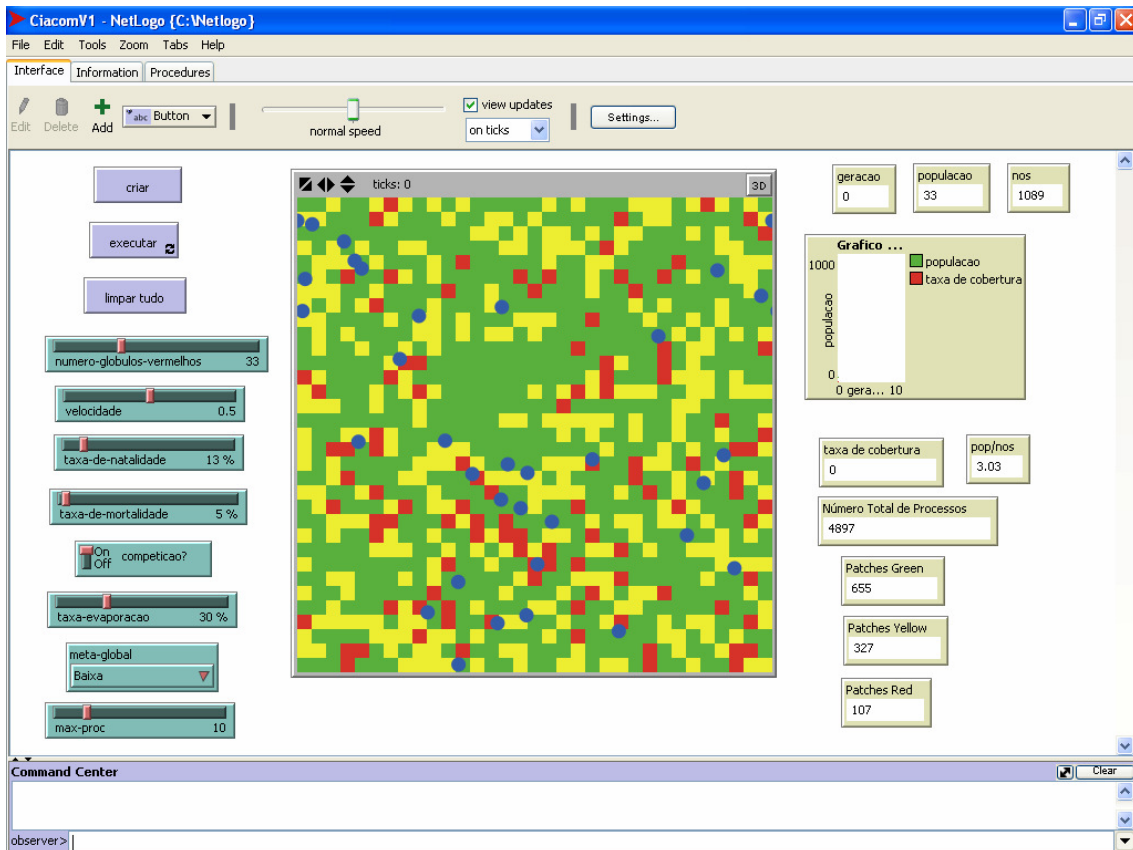 CiacomV1 - NetLogo {C:\Netlogo}
File Edit Tools Zoom Tabs Help
Interface Information Procedures
Edit Delete Add abc Button normal speed view updates on ticks Settings...
criar
executar
limpar tudo
numero-globulos-vermelhos 33
velocidade 0.5
taxa-de-natalidade 13 %
taxa-de-mortalidade 5 %
On
Off
competicao?
taxa-evaporacao 30 %
meta-global
Baixa
max-proc 10
ticks: 0 3D
geracao
0
populacao
33
nos
1089
Grafico ...
1000
populacao
0
0 gera... 10
populacao
taxa de cobertura
taxa de cobertura
0
pop/nos
3.03
Número Total de Processos
4897
Patches Green
655
Patches Yellow
327
Patches Red
107
Command Center Clear
observer>